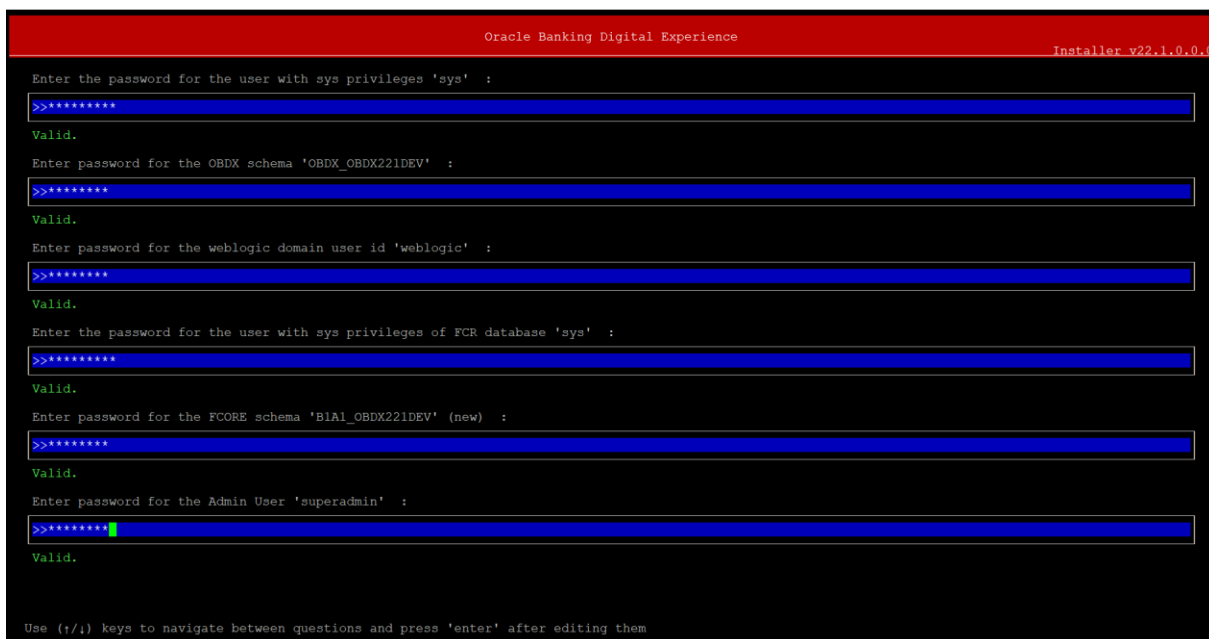 Oracle Banking Digital Experience
Installer v22.1.0.0.0
Enter the password for the user with sys privileges 'sys' :
>>*********
Valid.
Enter password for the OBDX schema 'OBDX_OBDX221DEV' :
>>********
Valid.
Enter password for the weblogic domain user id 'weblogic' :
>>********
Valid.
Enter the password for the user with sys privileges of FCR database 'sys' :
>>*********
Valid.
Enter password for the FCORE schema 'B1A1_OBDX221DEV' (new) :
>>********
Valid.
Enter password for the Admin User 'superadmin' :
>>********
Valid.
Use (↑/↓) keys to navigate between questions and press 'enter' after editing them